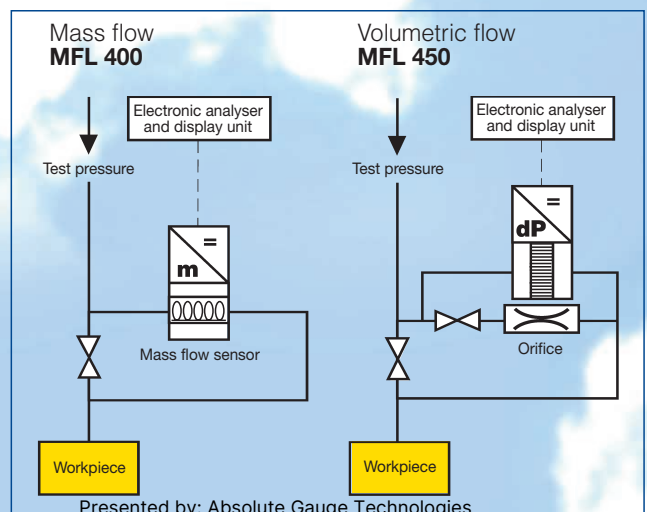 Mass flow
MFL 400
Electronic analyser
and display unit
Test pressure
=
m
Mass flow sensor
Workpiece
Volumetric flow
MFL 450
Electronic analyser
and display unit
Test pressure
=
dP
Orifice
Workpiece
Presented by: Absolute Gauge Technologies